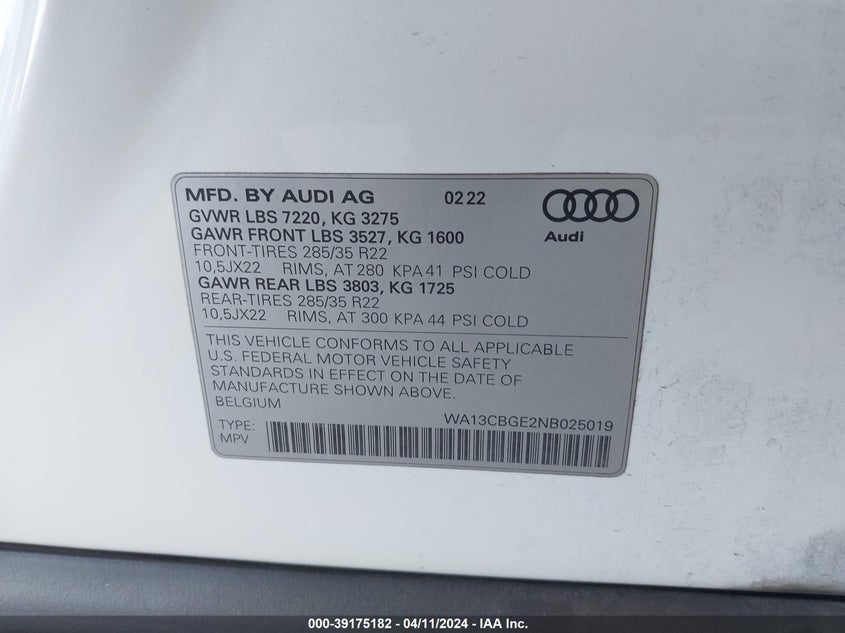 MFD. BY AUDI AG 02 22
GVWR LBS 7220, KG 3275
GAWR FRONT LBS 3527, KG 1600
Audi
FRONT-TIRES 285/35 R22
10,5JX22 RIMS, AT 280 KPA 41 PSI COLD
GAWR REAR LBS 3803, KG 1725
REAR-TIRES 285/35 R22
10,5JX22 RIMS, AT 300 KPA 44 PSI COLD
THIS VEHICLE CONFORMS TO ALL APPLICABLE
U.S. FEDERAL MOTOR VEHICLE SAFETY
STANDARDS IN EFFECT ON THE DATE OF
MANUFACTURE SHOWN ABOVE.
BELGIUM
WA13CBGE2NB025019
TYPE:
MPV
000-39175182 - 04/11/2024 - IAA Inc.